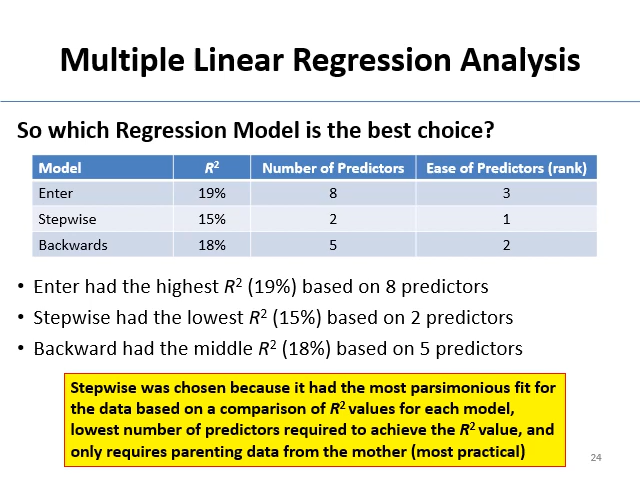 Multiple Linear Regression Analysis
So which Regression Model is the best choice?
Model R² Number of Predictors Ease of Predictors (rank)
Enter 19% 8 3
Stepwise 15% 2 1
Backwards 18% 5 2
• Enter had the highest R² (19%) based on 8 predictors
• Stepwise had the lowest R² (15%) based on 2 predictors
• Backward had the middle R² (18%) based on 5 predictors
Stepwise was chosen because it had the most parsimonious fit for
the data based on a comparison of R² values for each model,
lowest number of predictors required to achieve the R² value, and
only requires parenting data from the mother (most practical)
24